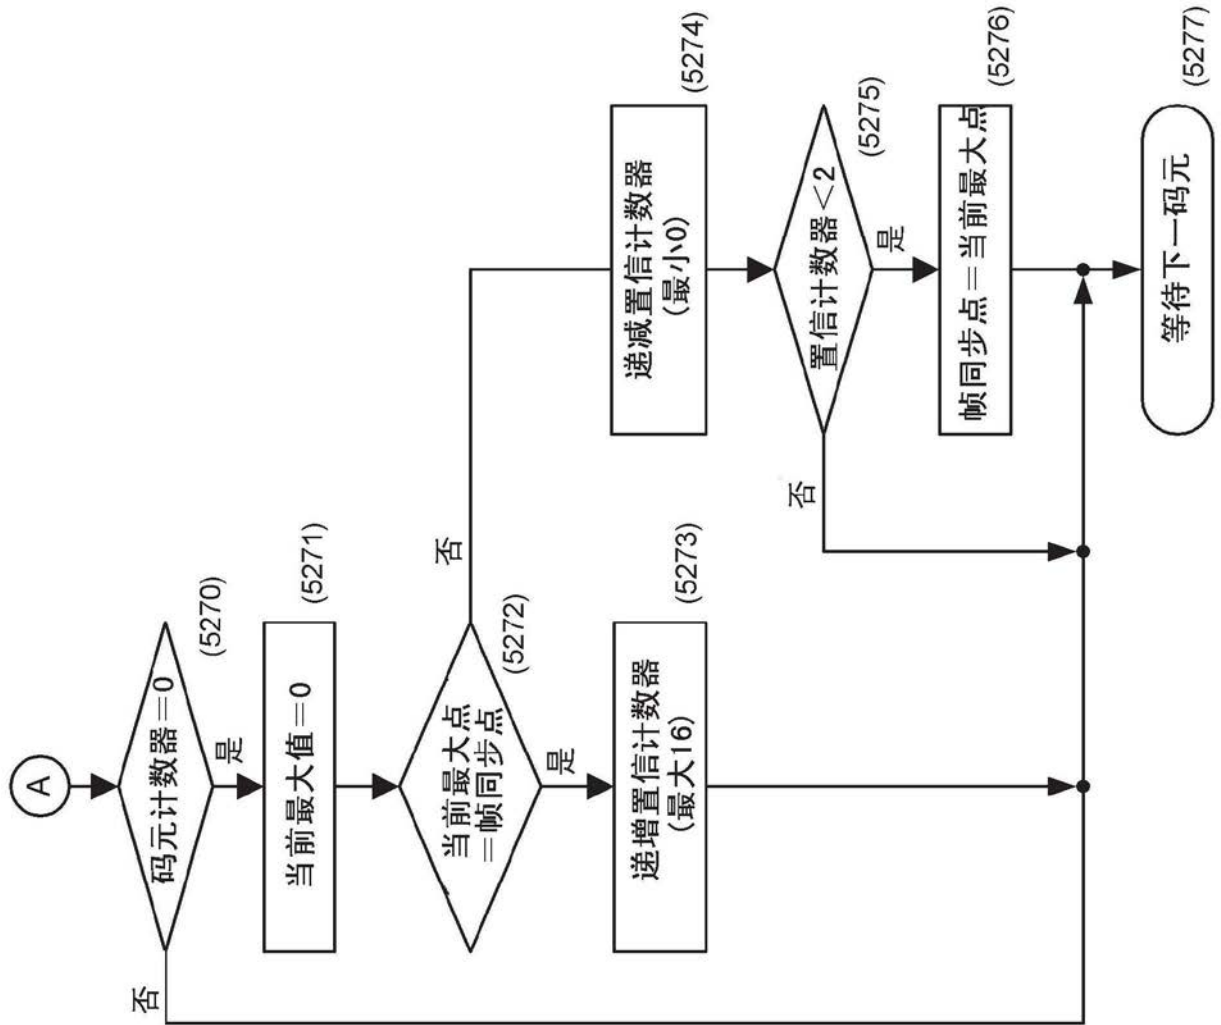 A
码元计数器=0
(5270)
否
是
当前最大值=0
(5271)
当前最大点
=帧同步点
(5272)
否
是
递增置信计数器
(最大16)
(5273)
递减置信计数器
(最小0)
(5274)
置信计数器<2
(5275)
否
是
帧同步点=当前最大点
(5276)
等待下一码元
(5277)